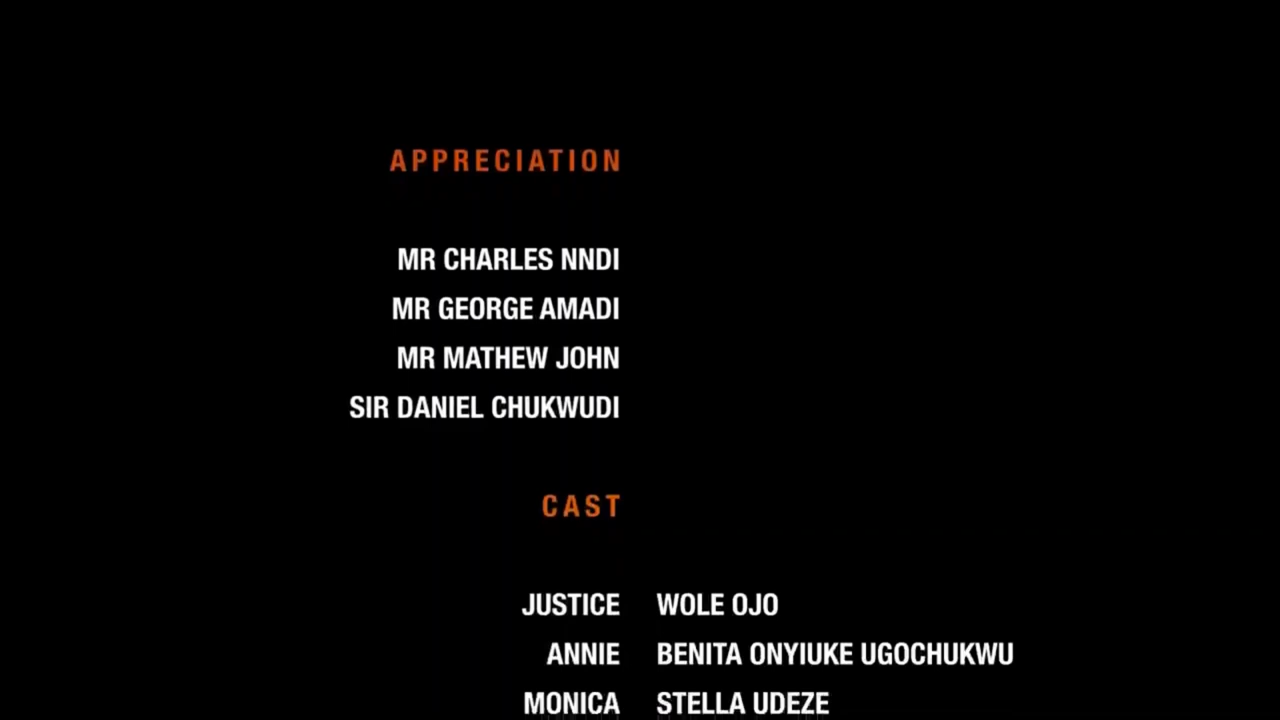 APPRECIATION
MR CHARLES NNDI
MR GEORGE AMADI
MR MATHEW JOHN
SIR DANIEL CHUKWUDI
CAST
JUSTICE WOLE OJO
ANNIE BENITA ONYIUKE UGOCHUKWU
MONICA STELLA UDEZE